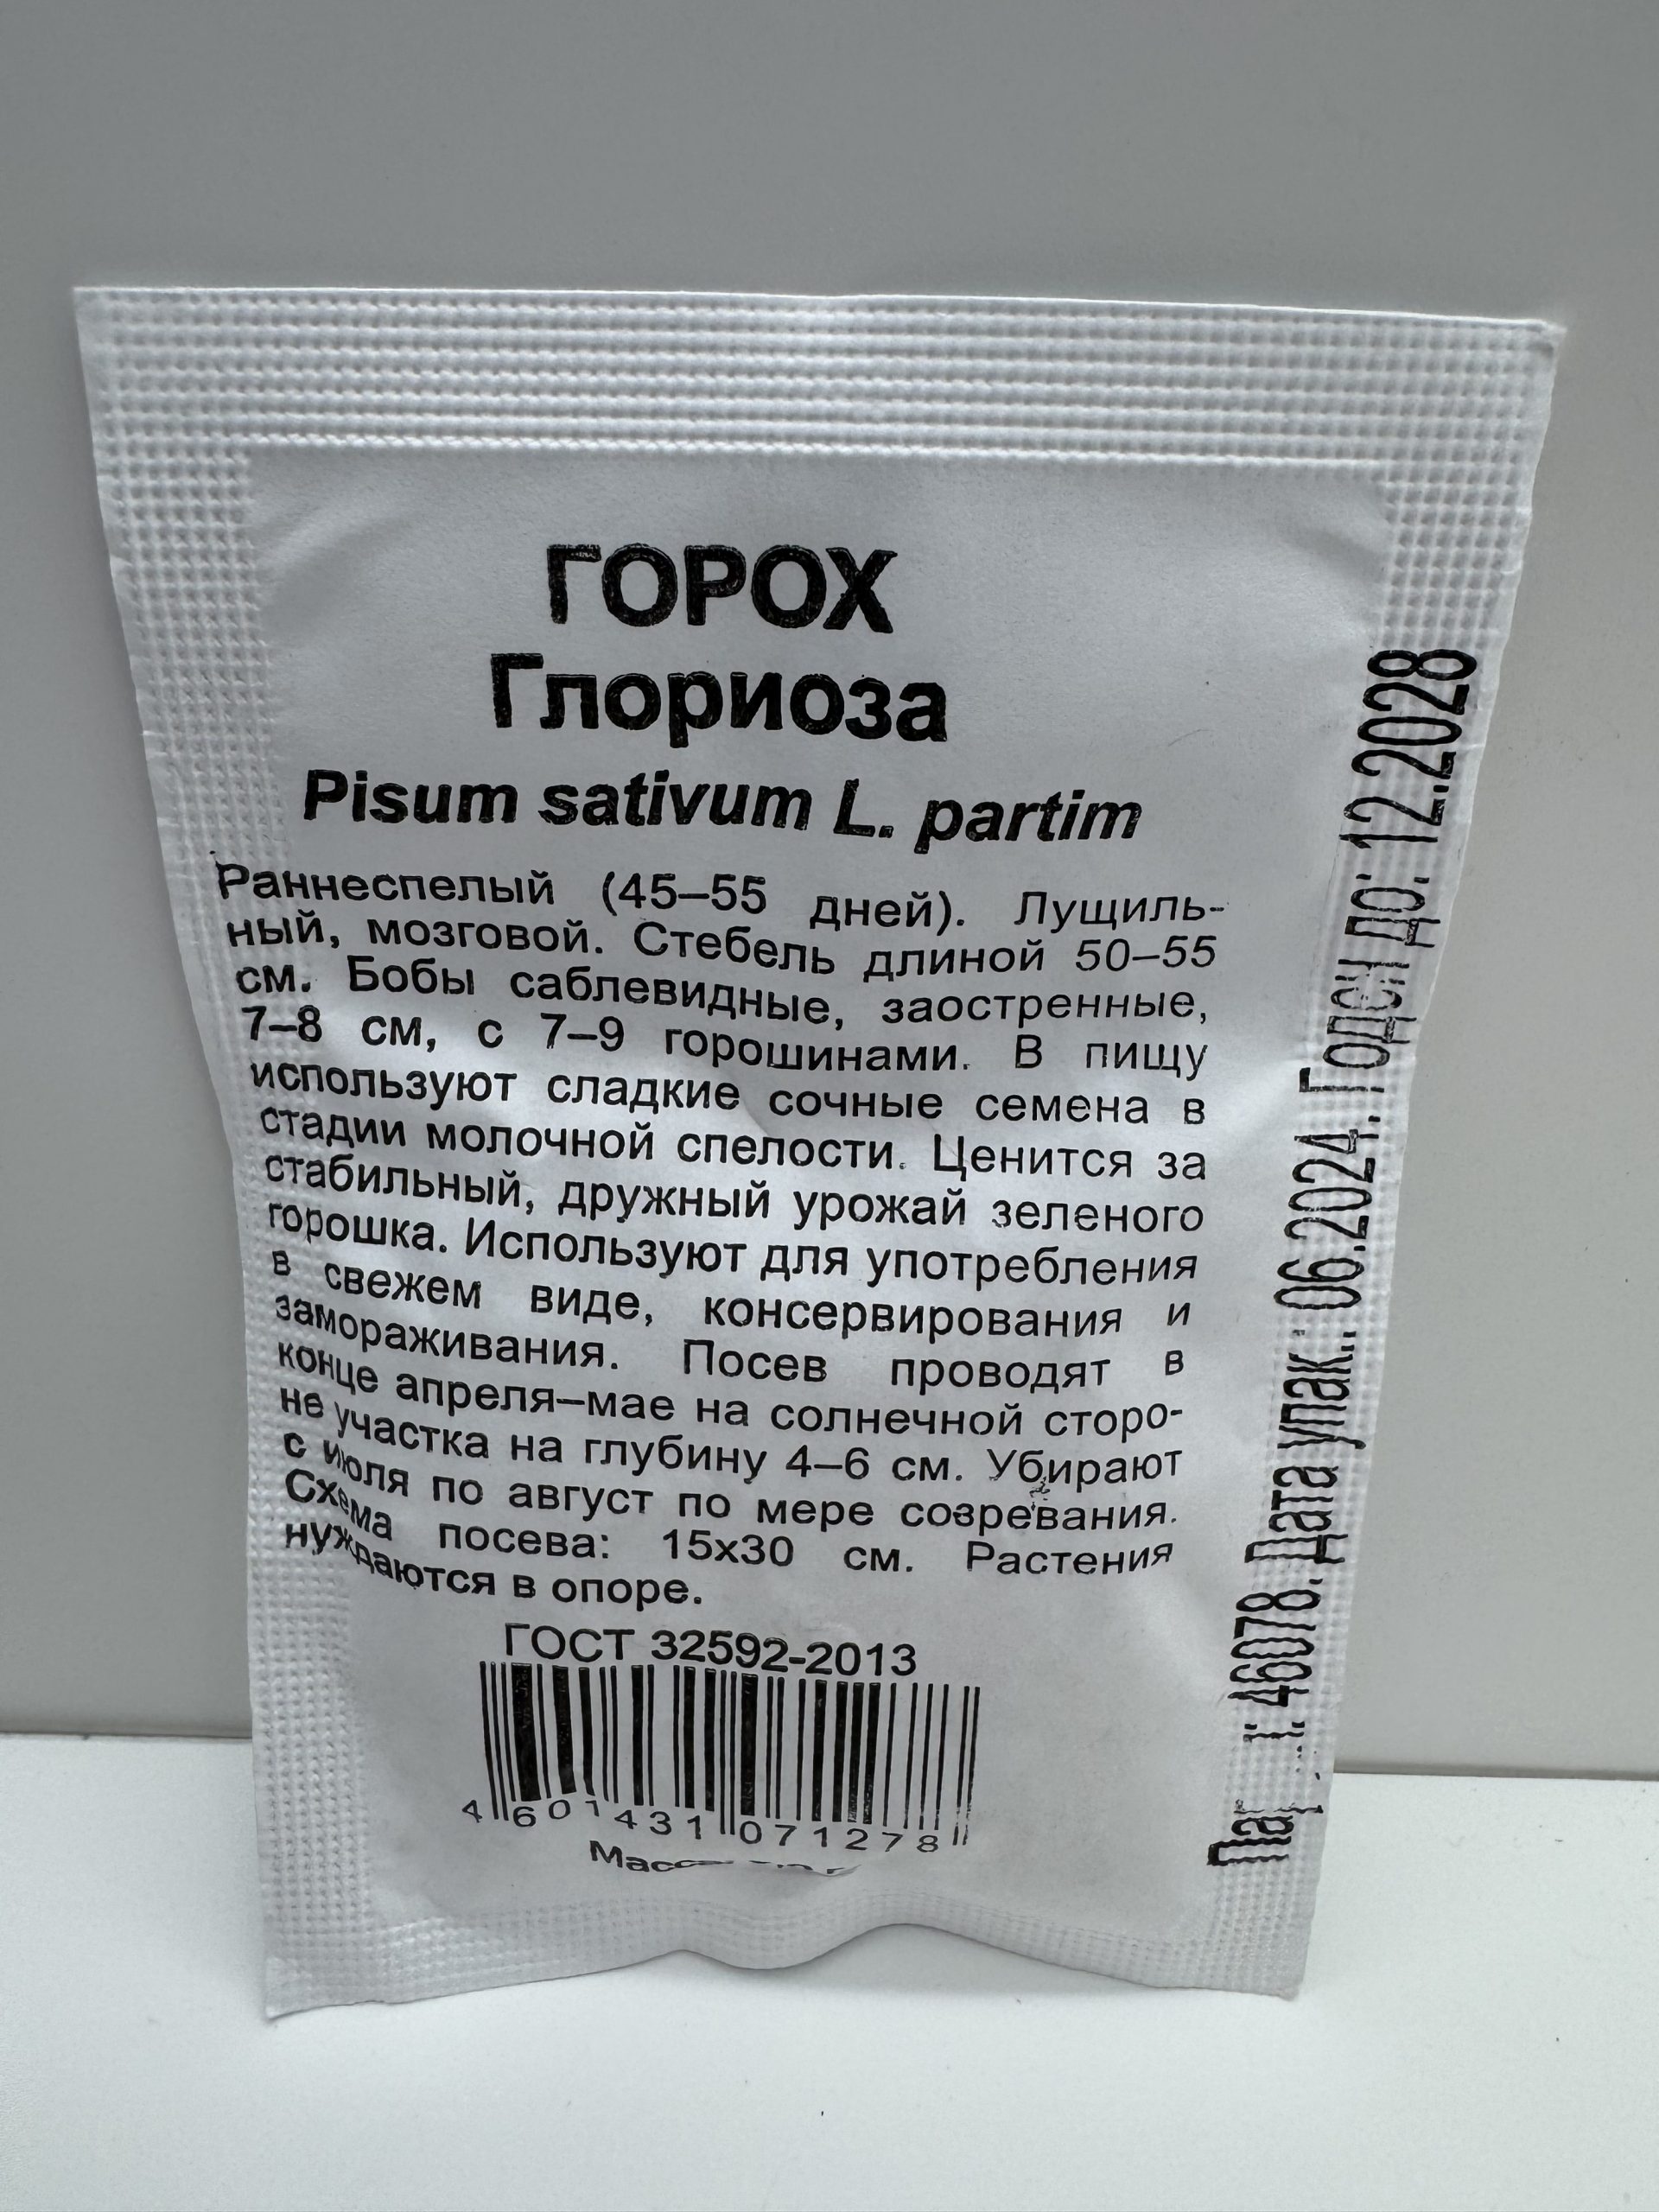 ГОРОХ
Глориоза
Pisum sativum L. partim
Раннеспелый (45–55 дней). Лущиль-
ный, мозговой. Стебель длиной 50–55
см. Бобы саблевидные, заостренные,
7–8 см, с 7–9 горошинами. В пищу
используют сладкие сочные семена в
стадии молочной спелости. Ценится за
стабильный, дружный урожай зеленого
горошка. Используют для употребления
в свежем виде, консервирования и
замораживания. Посев проводят в
конце апреля–мае на солнечной сторо-
не участка на глубину 4–6 см. Убирают
с июля по август по мере созревания.
Схема посева: 15х30 см. Растения
нуждаются в опоре.
ГОСТ 32592-2013
4 601431 071278
46078. Дата упак.: 06.2024. Годен до: 12.2028